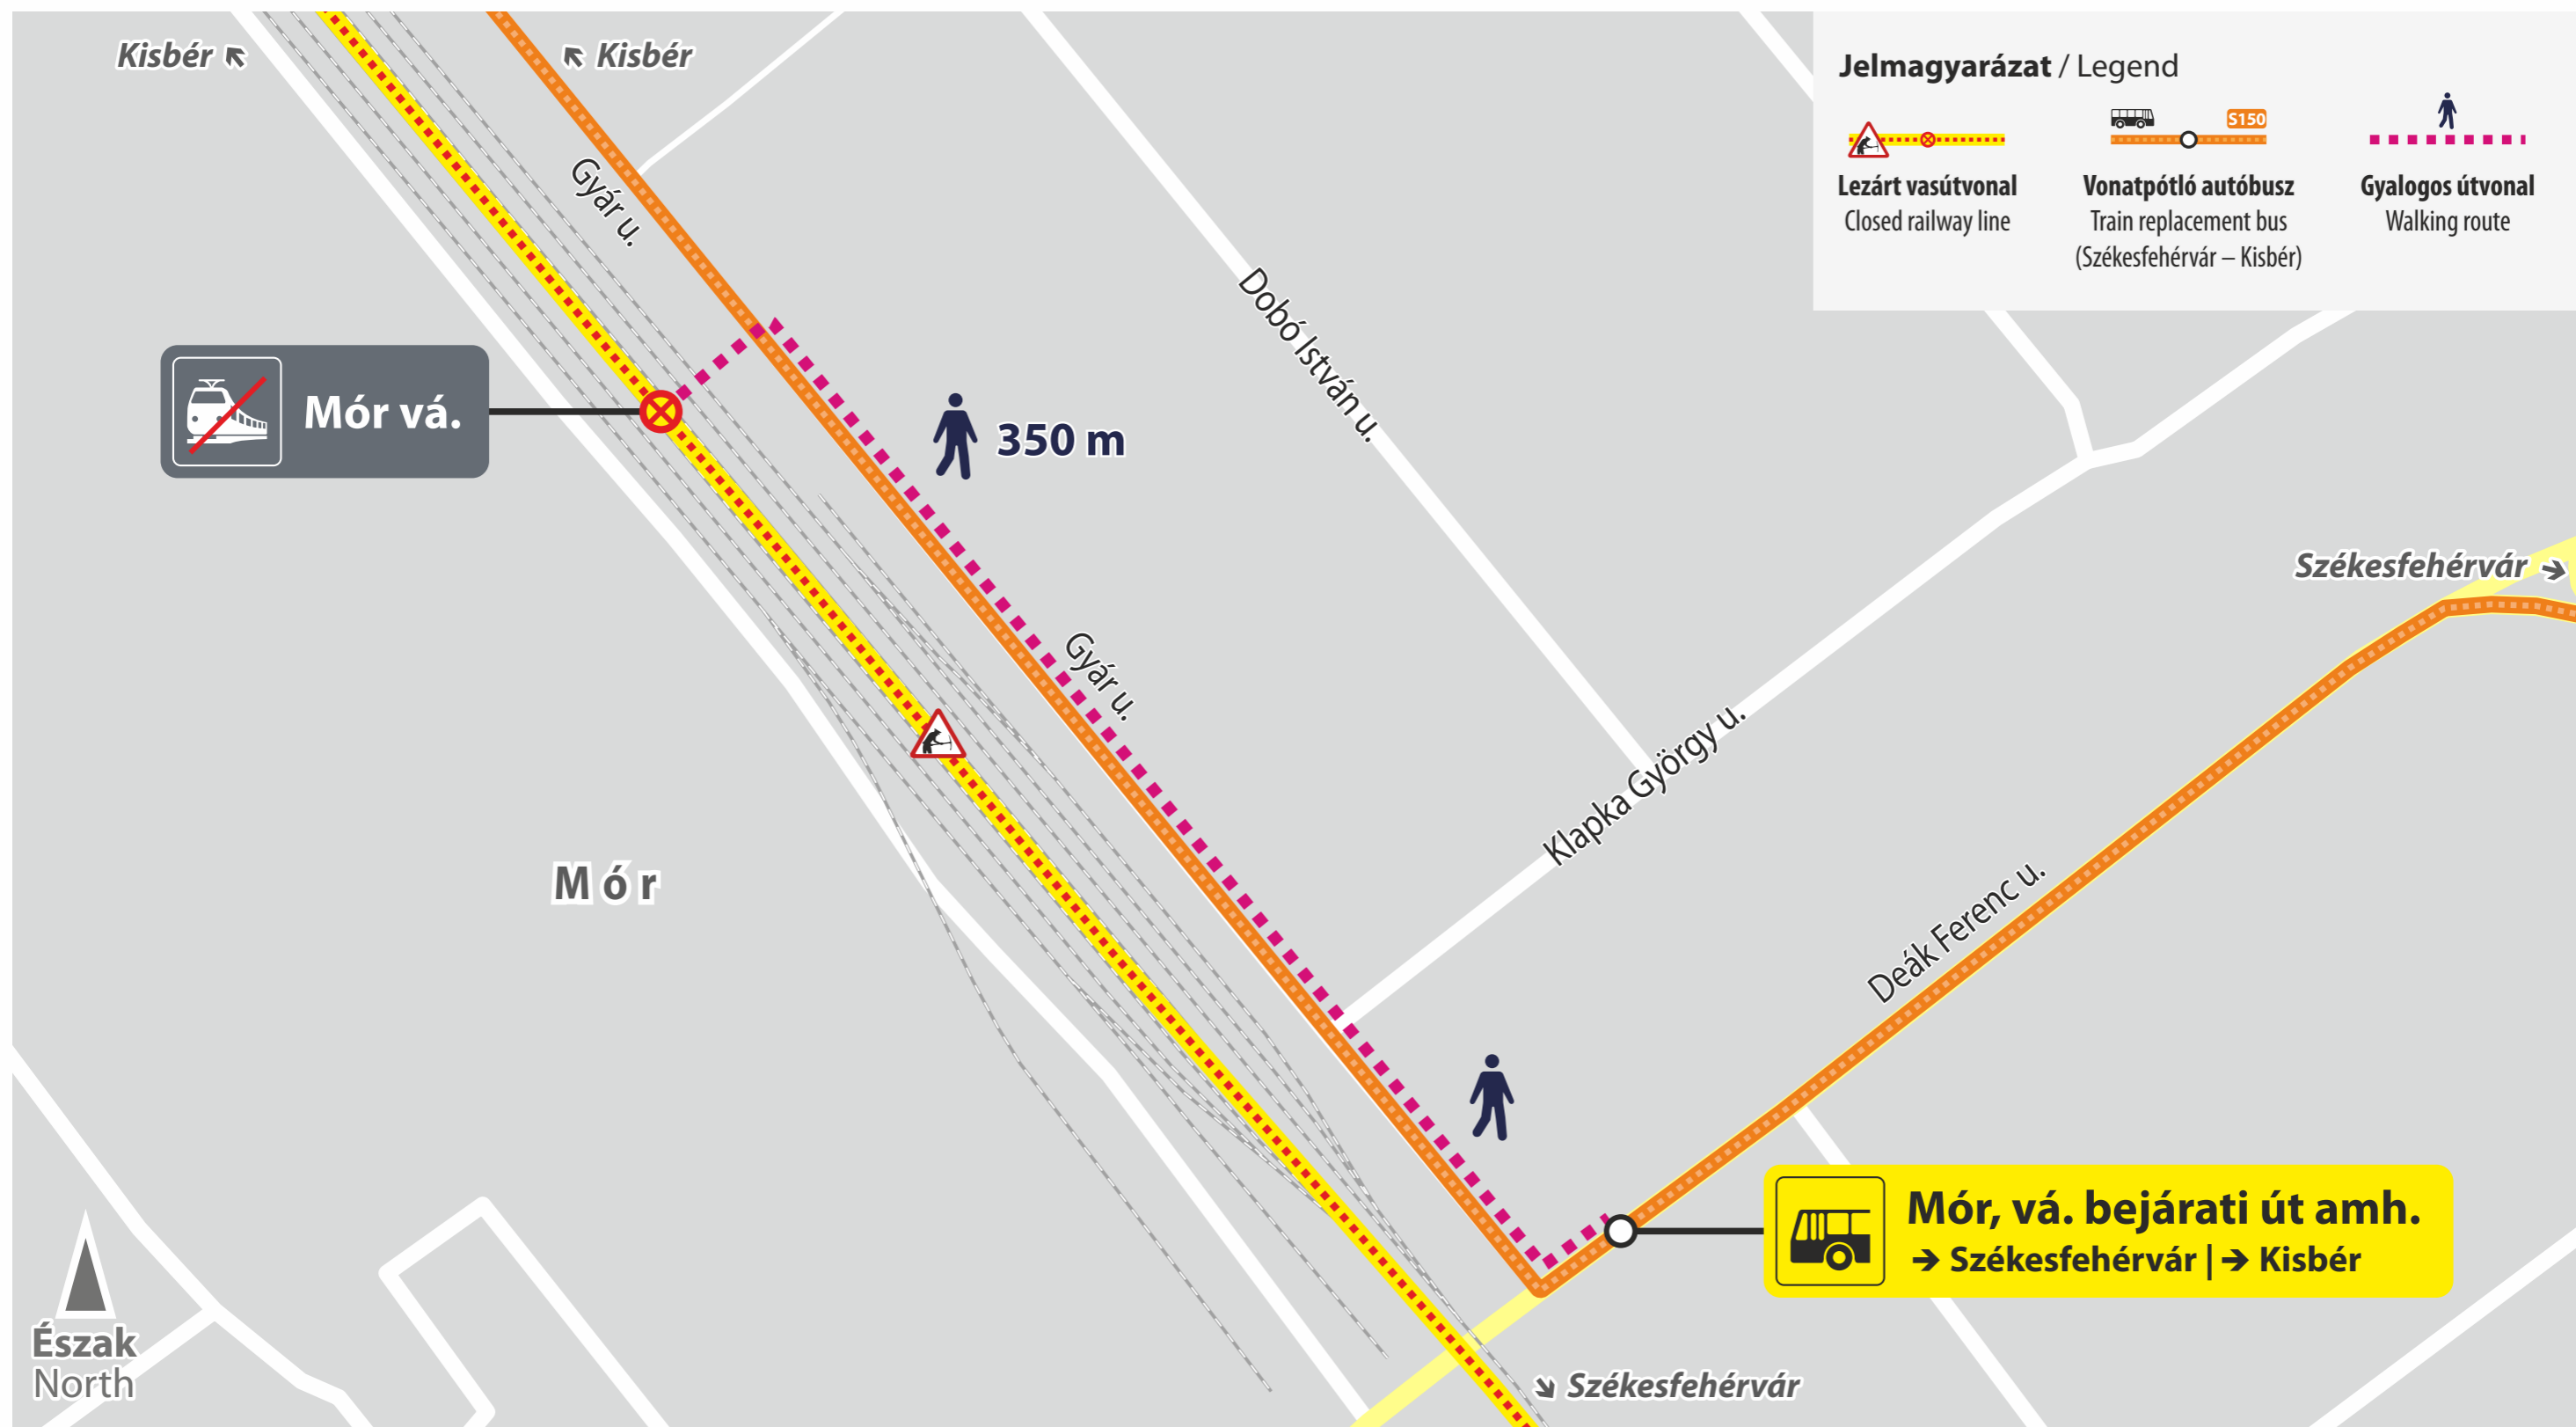 Kisbér
Kisbér
Jelmagyarázat / Legend
S150
Lezárt vasútvonal
Closed railway line
Vonatpótló autóbusz
Train replacement bus
(Székesfehérvár – Kisbér)
Gyalogos útvonal
Walking route
Gyár u.
Dobó István u.
Mór vá.
350 m
Székesfehérvár
Gyár u.
Klapka György u.
Mór
Deák Ferenc u.
Mór, vá. bejárati út amh.
→ Székesfehérvár | → Kisbér
Észak
North
Székesfehérvár